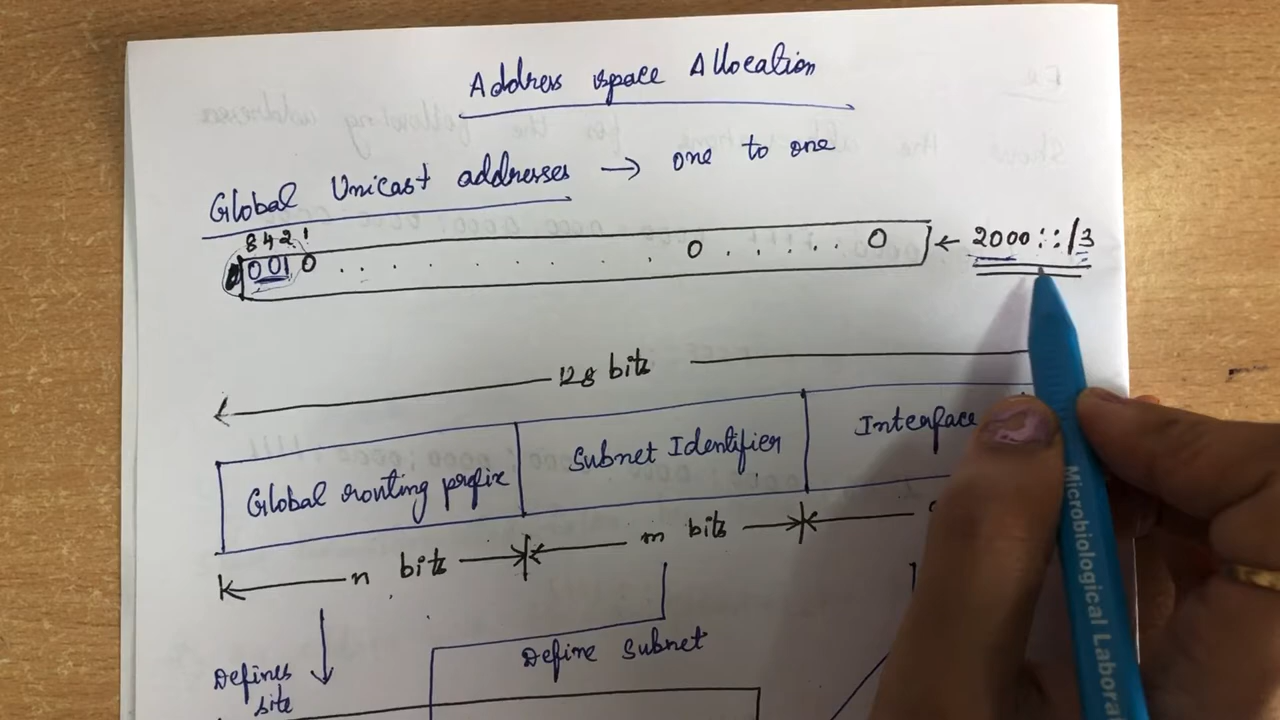 Address space Allocation
Global Unicast addresses → one to one
8 4 2 1
0 0 1 0 . . . . . . . . . 0 . . . . . 0 ← 2000::/3
128 bits
Global routing prefix Subnet Identifier Interface
n bits m bits
Defines Define Subnet
site
Microbiological Laborat